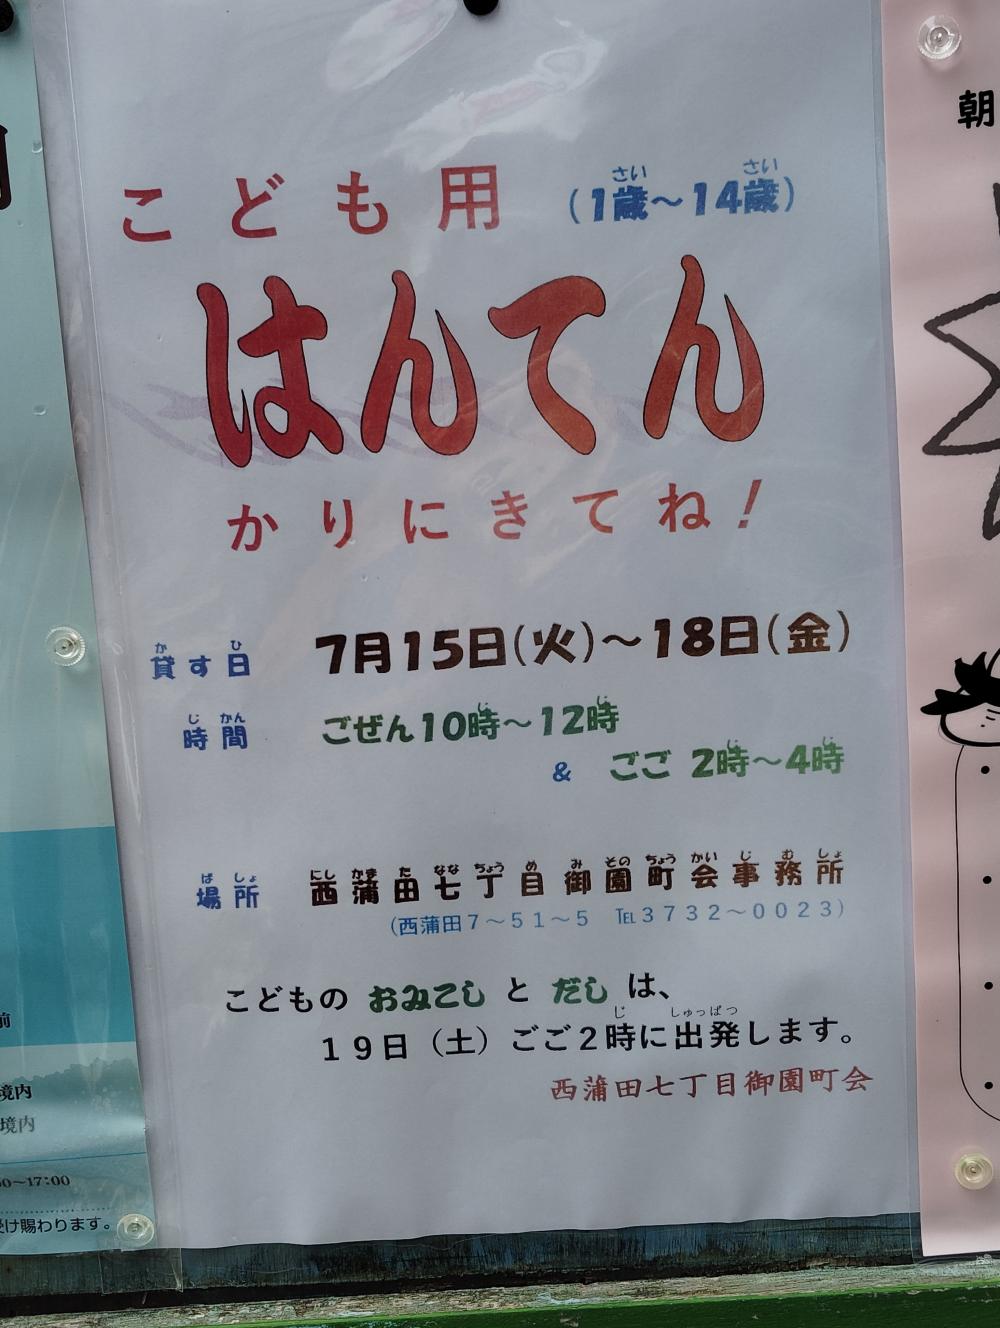 こども用 （1歳～14歳）
はんてん
かりにきてね！
貸す日 7月15日（火）～18日（金）
時間 ごぜん10時～12時
& ごご 2時～4時
場所 西蒲田七丁目御園町会事務所
（西蒲田７～５１～５ ℡３７３２～００２３）
こどもの おみこし と だし は、
１９日（土）ごご２時に出発します。
西蒲田七丁目御園町会
朝
前
境内
境内
0～17:00
受け賜わります。